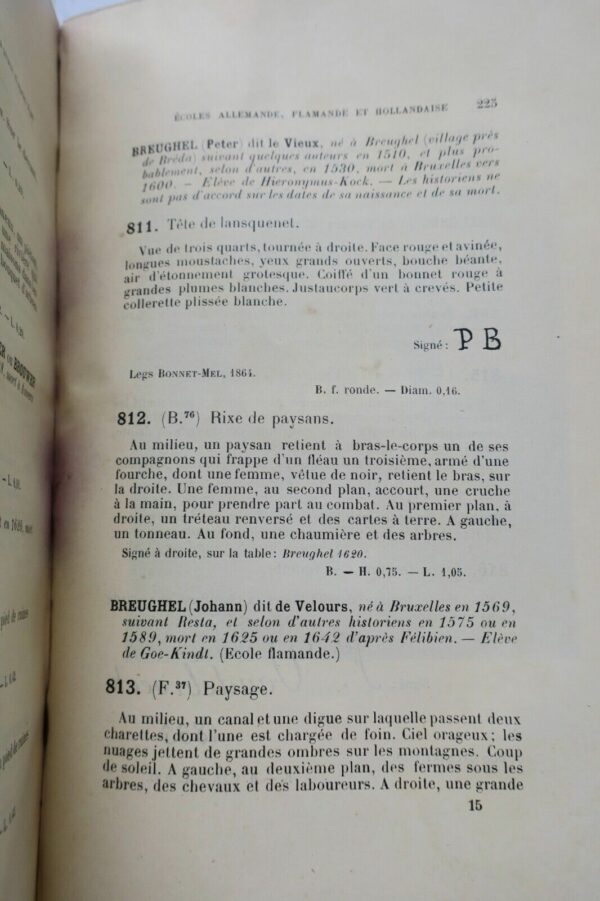 ÉCOLES ALLEMANDE, FLAMANDE ET HOLLANDAISE 225
BREUGHEL (Peter) dit le Vieux, né à Breughel (village près
de Bréda) suivant quelques auteurs en 1510, et plus pro-
bablement, selon d'autres, en 1530, mort à Bruxelles vers
1600. — Elève de Hieronymus-Kock. — Les historiens ne
sont pas d'accord sur les dates de sa naissance et de sa mort.
811. Tête de lansquenet.
Vue de trois quarts, tournée à droite. Face rouge et avinée,
longues moustaches, yeux grands ouverts, bouche béante,
air d'étonnement grotesque. Coiffé d'un bonnet rouge à
grandes plumes blanches. Justaucorps vert à crevés. Petite
collerette plissée blanche.
Signé : P B
Legs BONNET-MEL, 1864.
B. f. ronde. — Diam. 0,16.
812. (B.76) Rixe de paysans.
Au milieu, un paysan retient à bras-le-corps un de ses
compagnons qui frappe d'un fléau un troisième, armé d'une
fourche, dont une femme, vêtue de noir, retient le bras, sur
la droite. Une femme, au second plan, accourt, une cruche
à la main, pour prendre part au combat. Au premier plan, à
droite, un tréteau renversé et des cartes à terre. A gauche,
un tonneau. Au fond, une chaumière et des arbres.
Signé à droite, sur la table : Breughel 1620.
B. — H. 0,75. — L. 1,05.
BREUGHEL (Johann) dit de Velours, né à Bruxelles en 1569,
suivant Resta, et selon d'autres historiens en 1575 ou en
1589, mort en 1625 ou en 1642 d'après Félibien. — Elève
de Goe-Kindt. (Ecole flamande.)
813. (F.37) Paysage.
Au milieu, un canal et une digue sur laquelle passent deux
charettes, dont l'une est chargée de foin. Ciel orageux ; les
nuages jettent de grandes ombres sur les montagnes. Coup
de soleil. A gauche, au deuxième plan, des fermes sous les
arbres, des chevaux et des laboureurs. A droite, une grande
15